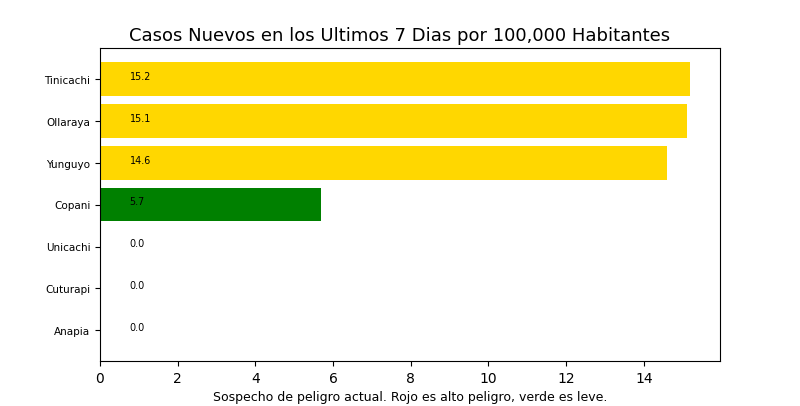 Casos Nuevos en los Ultimos 7 Dias por 100,000 Habitantes
Tinicachi 15.2
Ollaraya 15.1
Yunguyo 14.6
Copani 5.7
Unicachi 0.0
Cuturapi 0.0
Anapia 0.0
0 2 4 6 8 10 12 14
Sospecho de peligro actual. Rojo es alto peligro, verde es leve.